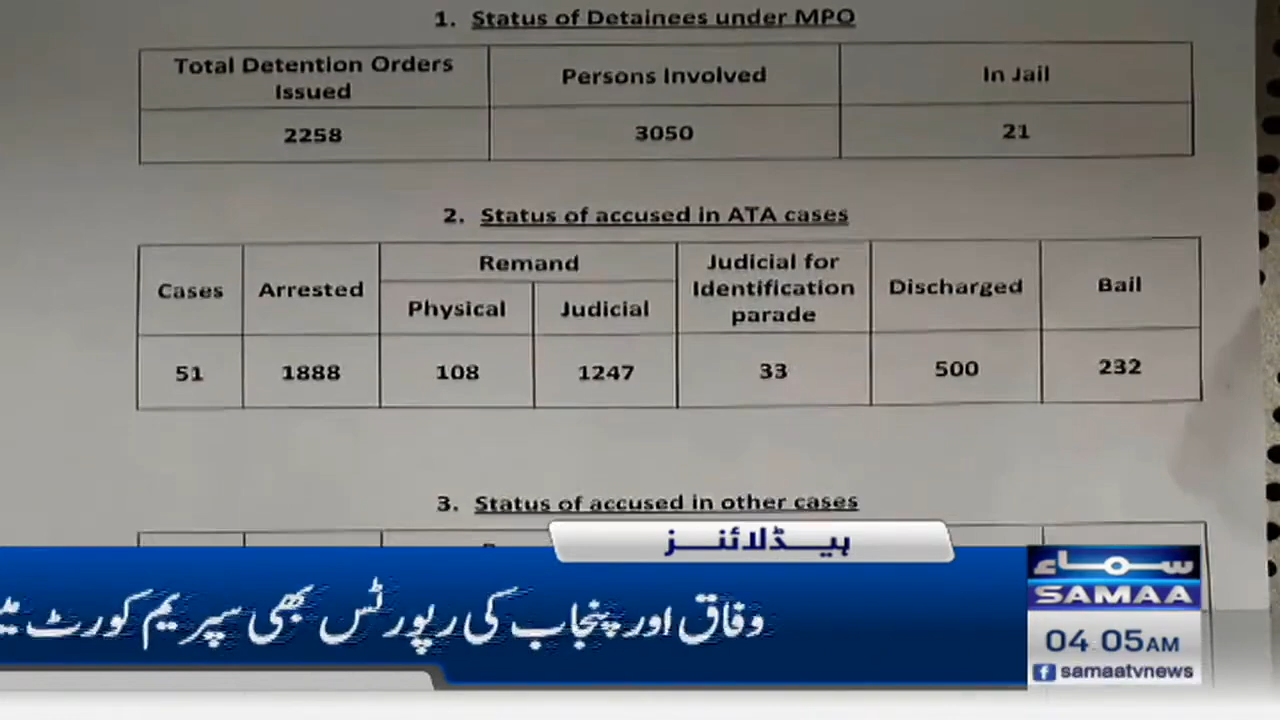 1. Status of Detainees under MPO
Total Detention Orders Issued | Persons Involved | In Jail
2258 | 3050 | 21
2. Status of accused in ATA cases
Cases | Arrested | Remand | Judicial for Identification parade | Discharged | Bail
Physical | Judicial
51 | 1888 | 108 | 1247 | 33 | 500 | 232
3. Status of accused in other cases
ہیڈلائنز
وفاق اور پنجاب کی رپورٹس بھی سپریم کورٹ
سماء
SAMAA
04 05AM
samaatvnews